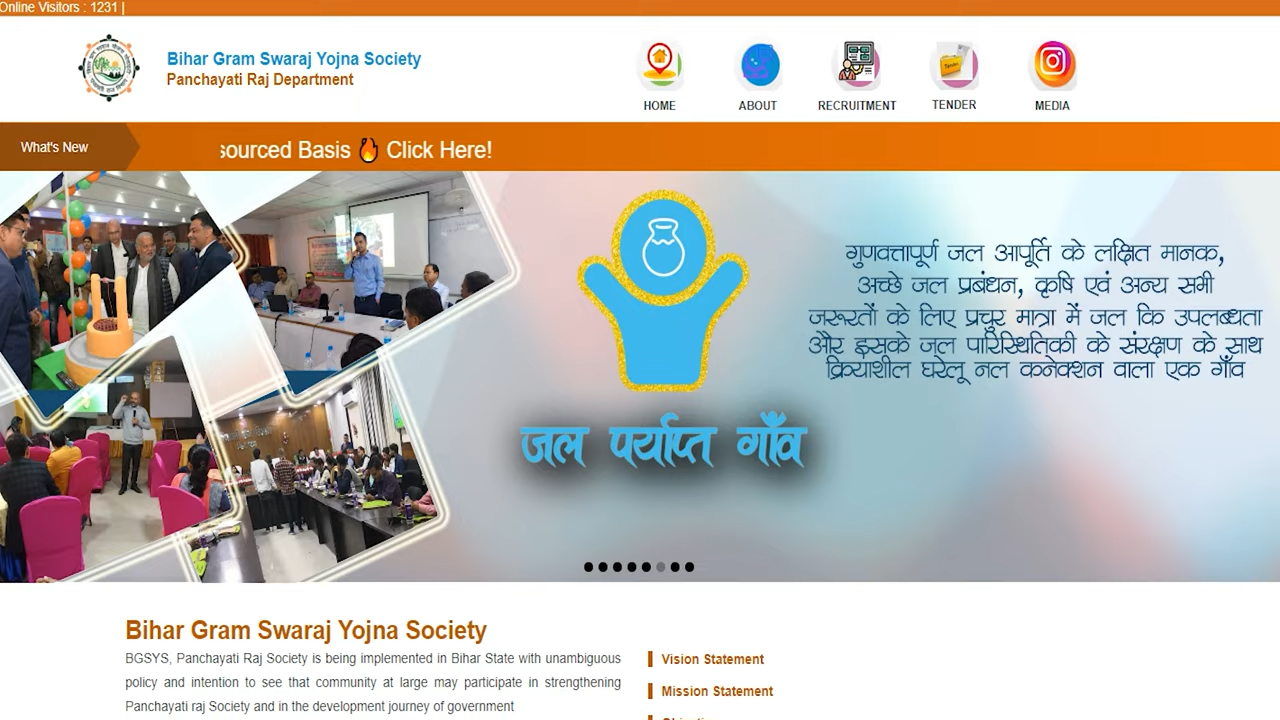 Online Visitors : 1231 |
Bihar Gram Swaraj Yojna Society
Panchayati Raj Department
HOME
ABOUT
RECRUITMENT
TENDER
MEDIA
What's New
sourced Basis 🔥 Click Here!
गुणवत्तापूर्ण जल आपूर्ति के लक्षित मानक,
अच्छे जल प्रबंधन, कृषि एवं अन्य सभी
जरूरतों के लिए प्रचुर मात्रा में जल कि उपलब्धता
और इसके जल पारिस्थितिकी के संरक्षण के साथ
क्रियाशील घरेलू नल कनेक्शन वाला एक गाँव
जल पर्याप्त गाँव
Bihar Gram Swaraj Yojna Society
BGSYS, Panchayati Raj Society is being implemented in Bihar State with unambiguous
policy and intention to see that community at large may participate in strengthening
Panchayati raj Society and in the development journey of government
Vision Statement
Mission Statement